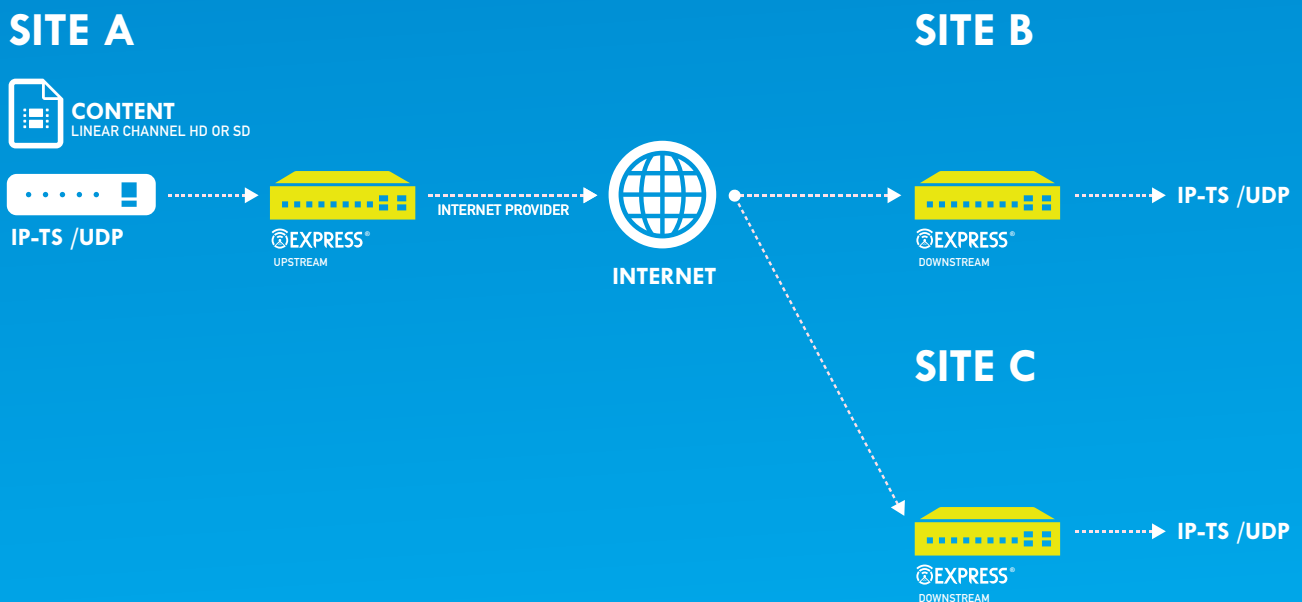 SITE A
CONTENT
LINEAR CHANNEL HD OR SD
IP-TS /UDP
EXPRESS®
UPSTREAM
INTERNET PROVIDER
INTERNET
SITE B
EXPRESS®
DOWNSTREAM
IP-TS /UDP
SITE C
EXPRESS®
DOWNSTREAM
IP-TS /UDP